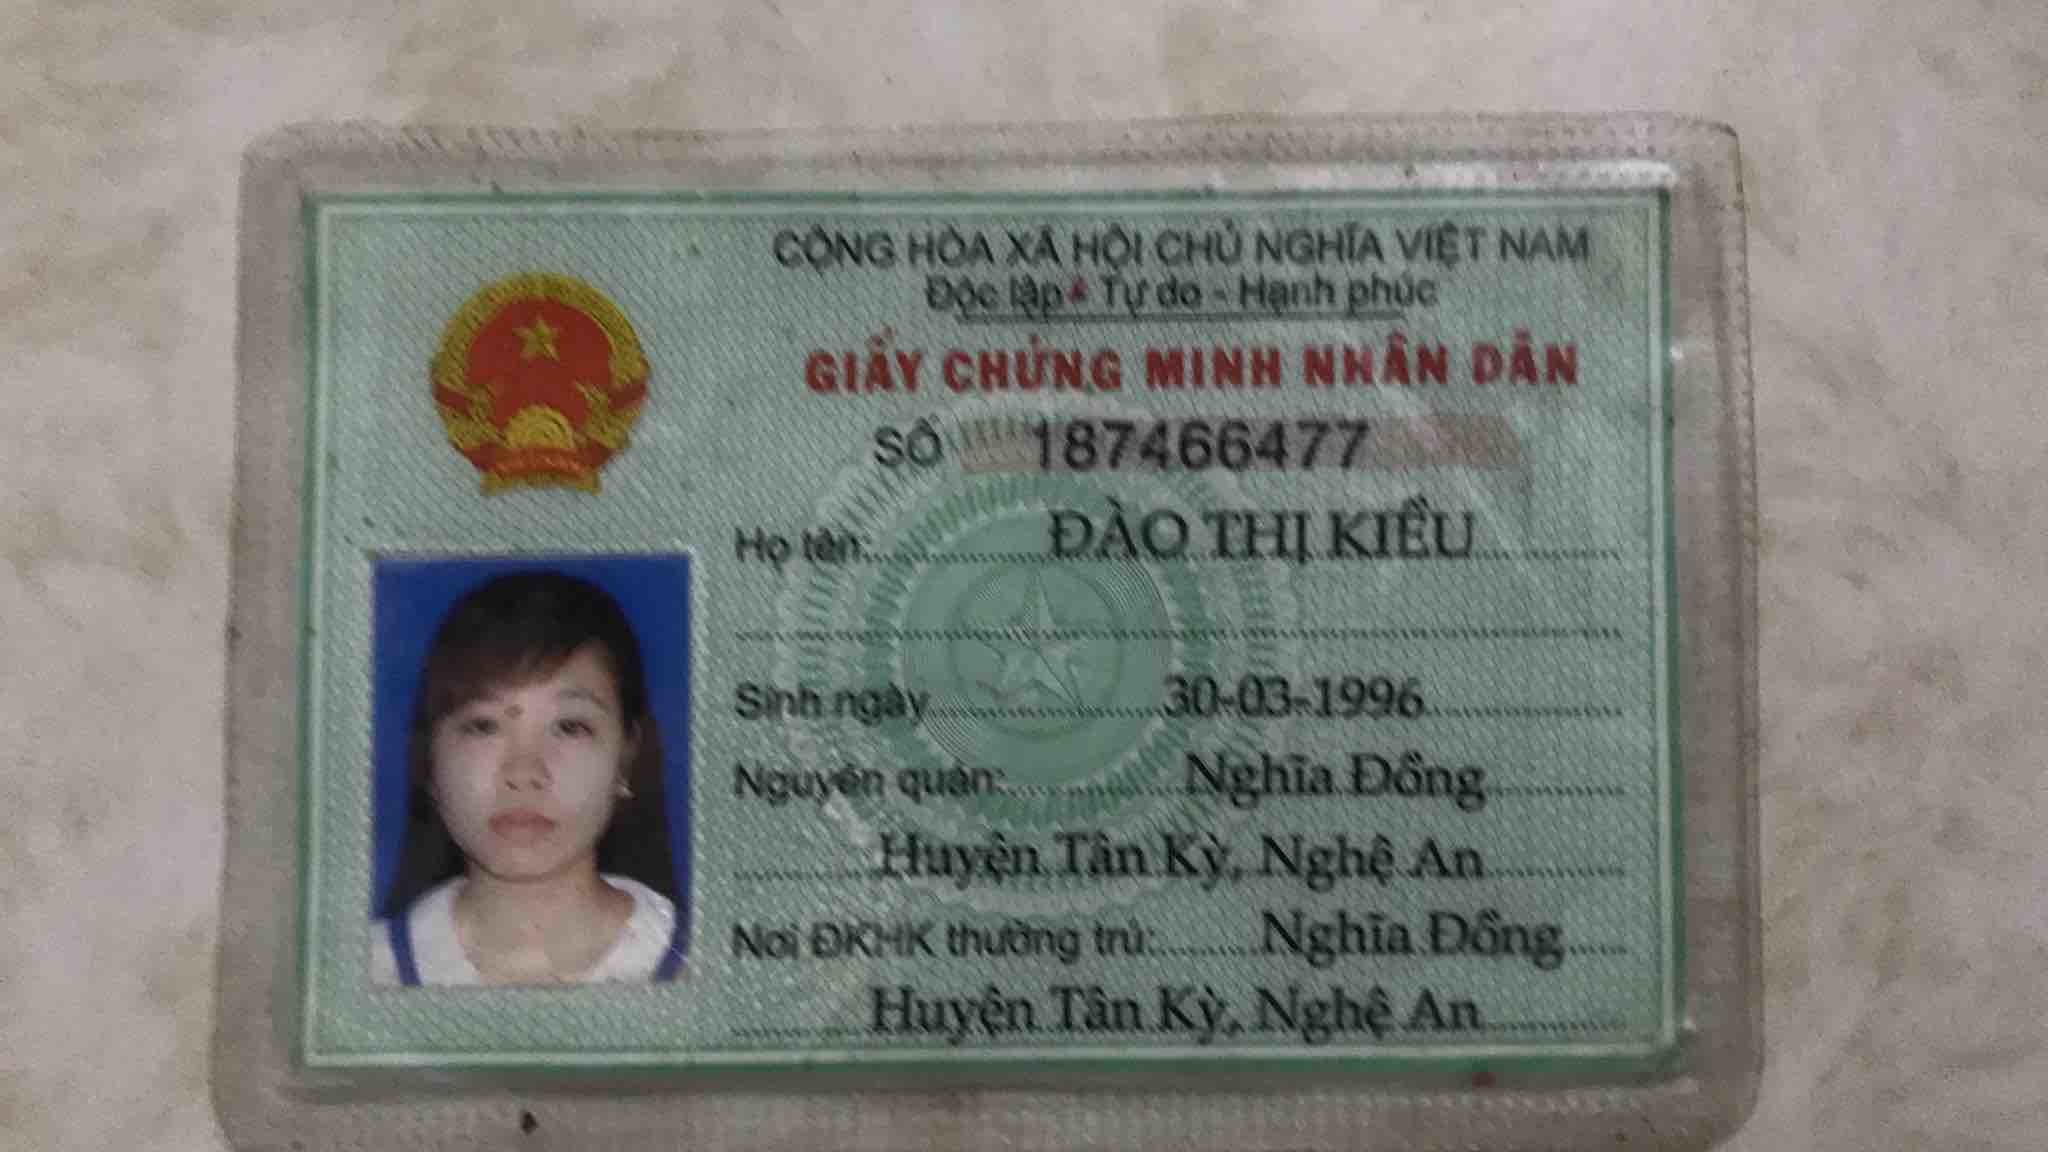 CỘNG HÒA XÃ HỘI CHỦ NGHĨA VIỆT NAM
Độc lập - Tự do - Hạnh phúc
GIẤY CHỨNG MINH NHÂN DÂN
SỐ 187466477
Họ tên: ĐÀO THỊ KIỀU
Sinh ngày 30-03-1996
Nguyên quán: Nghĩa Đồng
Huyện Tân Kỳ, Nghệ An
Nơi ĐKHK thường trú: Nghĩa Đồng
Huyện Tân Kỳ, Nghệ An